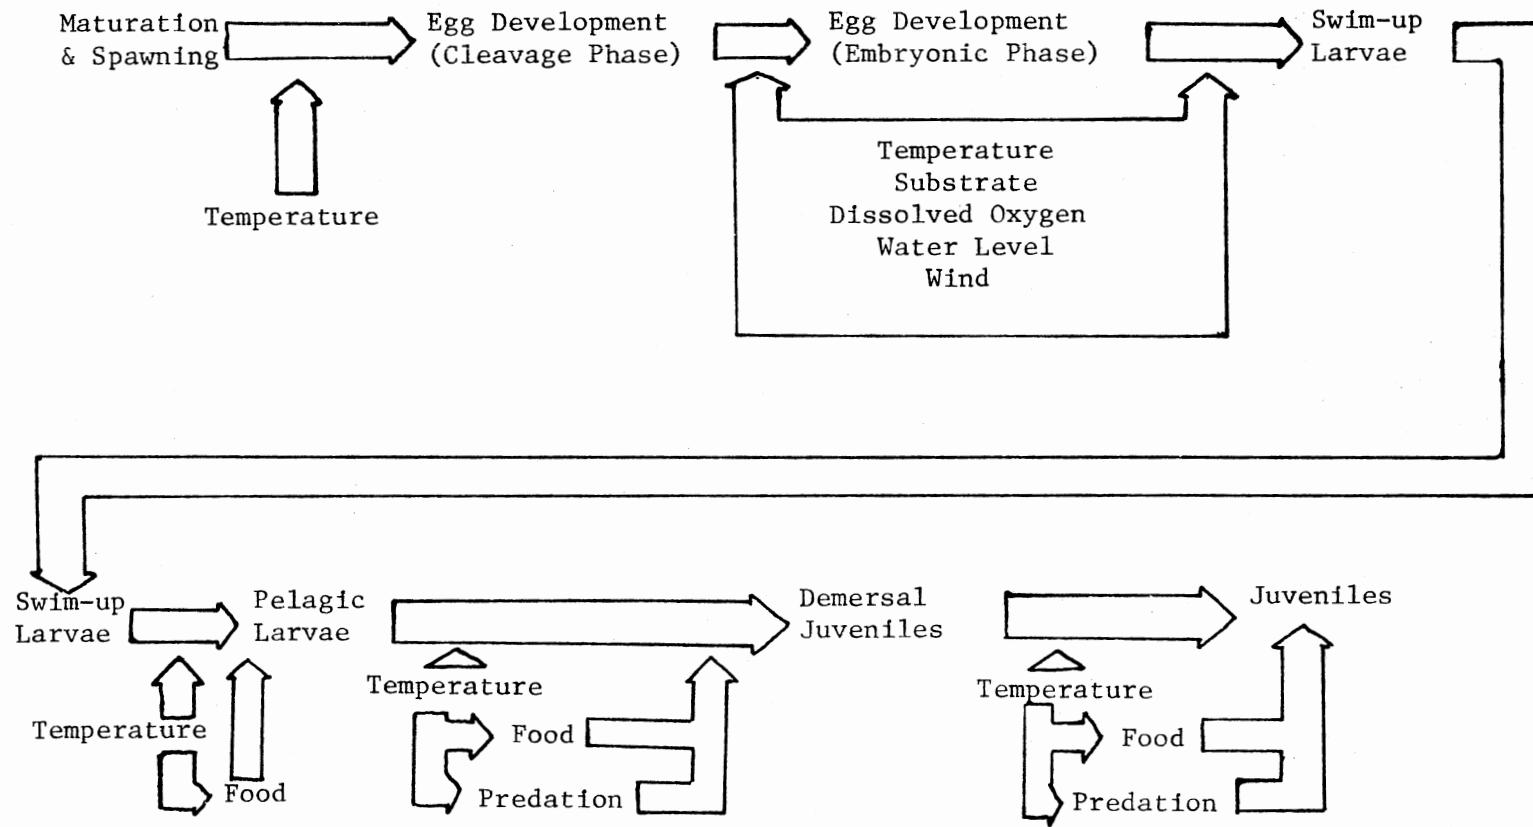 Maturation
& Spawning
Egg Development
(Cleavage Phase)
Egg Development
(Embryonic Phase)
Swim-up
Larvae
Temperature
Temperature
Substrate
Dissolved Oxygen
Water Level
Wind
Swim-up
Larvae
Pelagic
Larvae
Demersal
Juveniles
Juveniles
Temperature
Food
Temperature
Food
Predation
Temperature
Food
Predation